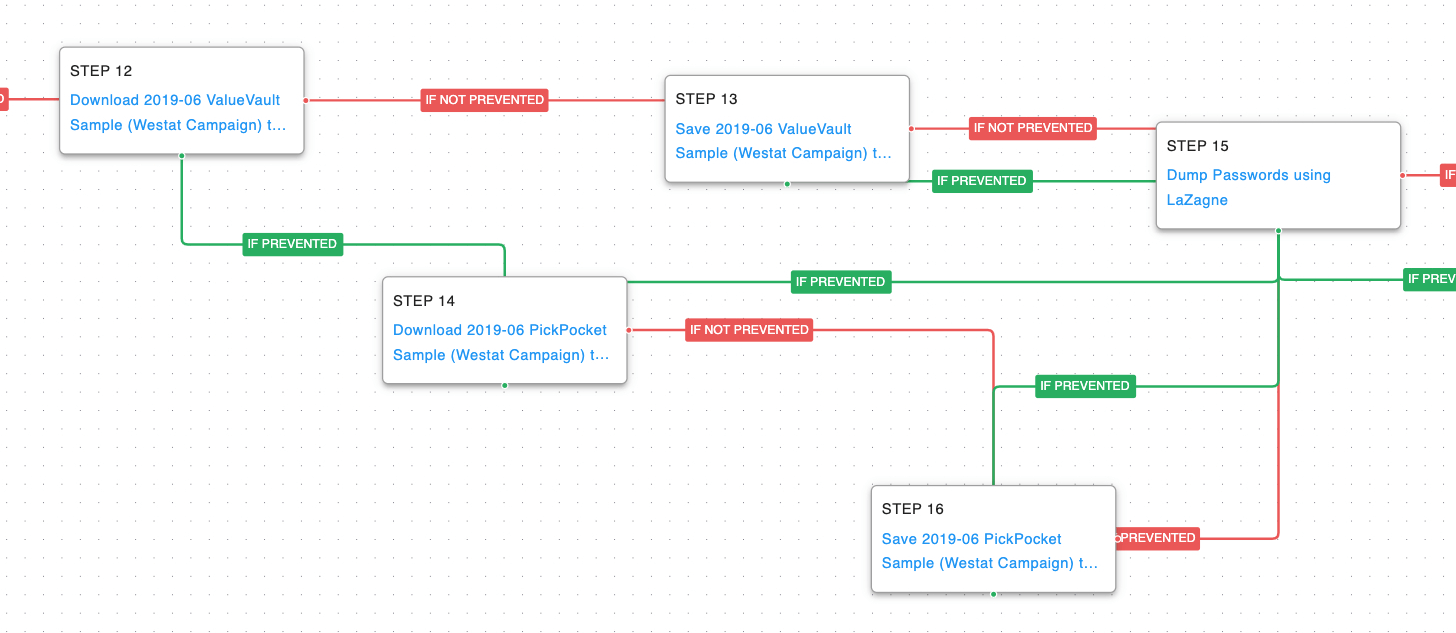 STEP 12
Download 2019-06 ValueVault
Sample (Westat Campaign) t...
IF NOT PREVENTED
STEP 13
Save 2019-06 ValueVault
Sample (Westat Campaign) t...
IF NOT PREVENTED
IF PREVENTED
STEP 15
Dump Passwords using
LaZagne
IF
IF PREVENTED
STEP 14
Download 2019-06 PickPocket
Sample (Westat Campaign) t...
IF PREVENTED
IF PREV
IF NOT PREVENTED
IF PREVENTED
STEP 16
Save 2019-06 PickPocket
Sample (Westat Campaign) t...
PREVENTED